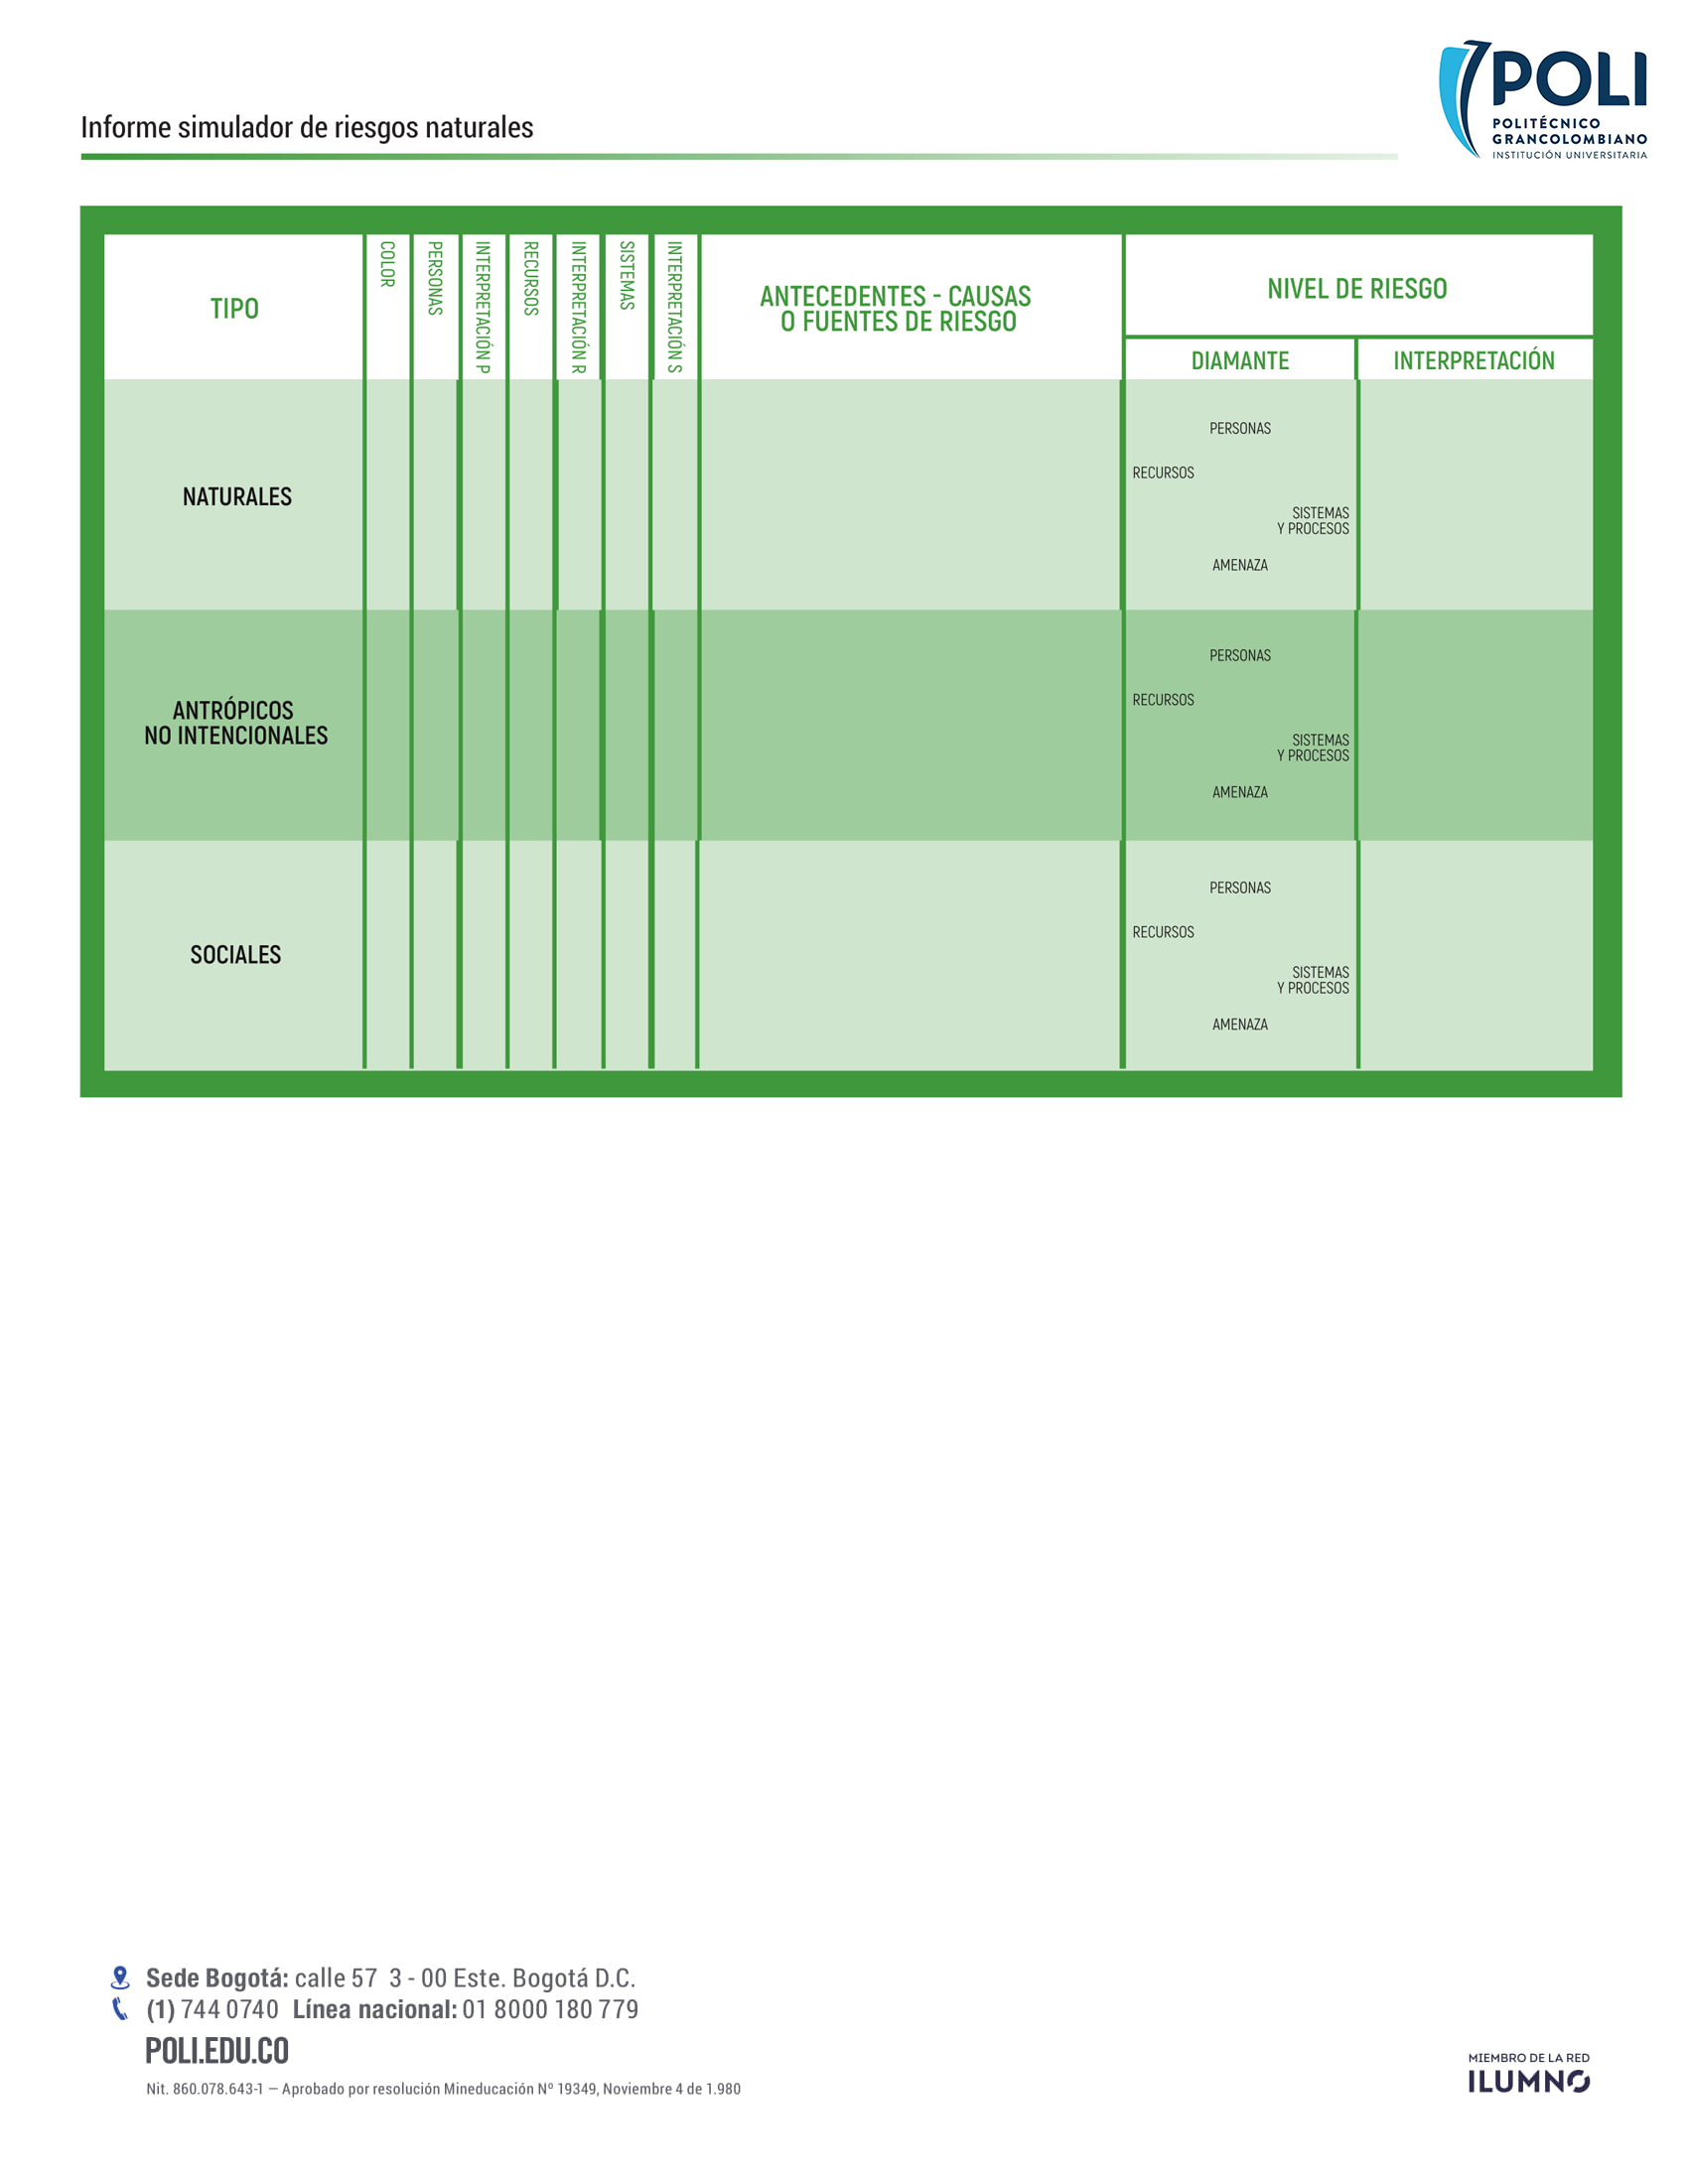 POLI
POLITÉCNICO
GRANCOLOMBIANO
INSTITUCIÓN UNIVERSITARIA
Informe simulador de riesgos naturales
TIPO
COLOR
PERSONAS
INTERPRETACIÓN P
RECURSOS
INTERPRETACIÓN R
SISTEMAS
INTERPRETACIÓN S
ANTECEDENTES - CAUSAS
O FUENTES DE RIESGO
NIVEL DE RIESGO
DIAMANTE
INTERPRETACIÓN
NATURALES
PERSONAS
RECURSOS
SISTEMAS
Y PROCESOS
AMENAZA
ANTRÓPICOS
NO INTENCIONALES
PERSONAS
RECURSOS
SISTEMAS
Y PROCESOS
AMENAZA
SOCIALES
PERSONAS
RECURSOS
SISTEMAS
Y PROCESOS
AMENAZA
Sede Bogotá: calle 57 3 - 00 Este. Bogotá D.C.
(1) 744 0740 Línea nacional: 01 8000 180 779
POLI.EDU.CO
Nit. 860.078.643-1 — Aprobado por resolución Mineducación Nº 19349, Noviembre 4 de 1.980
MIEMBRO DE LA RED
ILUMNO